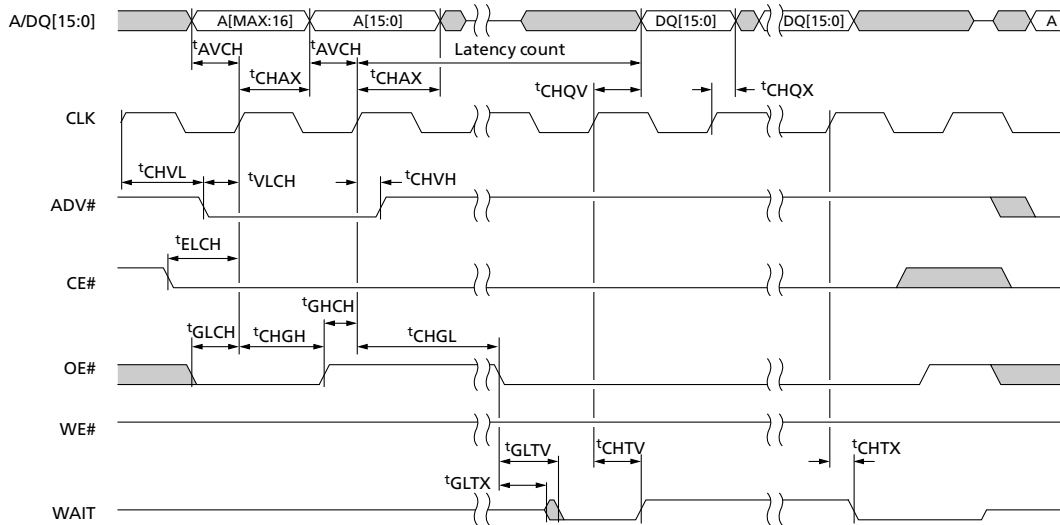 A/DQ[15:0] A[MAX:16] A[15:0] DQ[15:0] DQ[15:0] A
tAVCH tAVCH Latency count
tCHAX tCHAX tCHQV tCHQX
CLK
tCHVL tVLCH tCHVH
ADV#
tELCH
CE#
tGHCH
tGLCH tCHGH tCHGL
OE#
WE#
tGLTV tCHTV tCHTX
tGLTX
WAIT